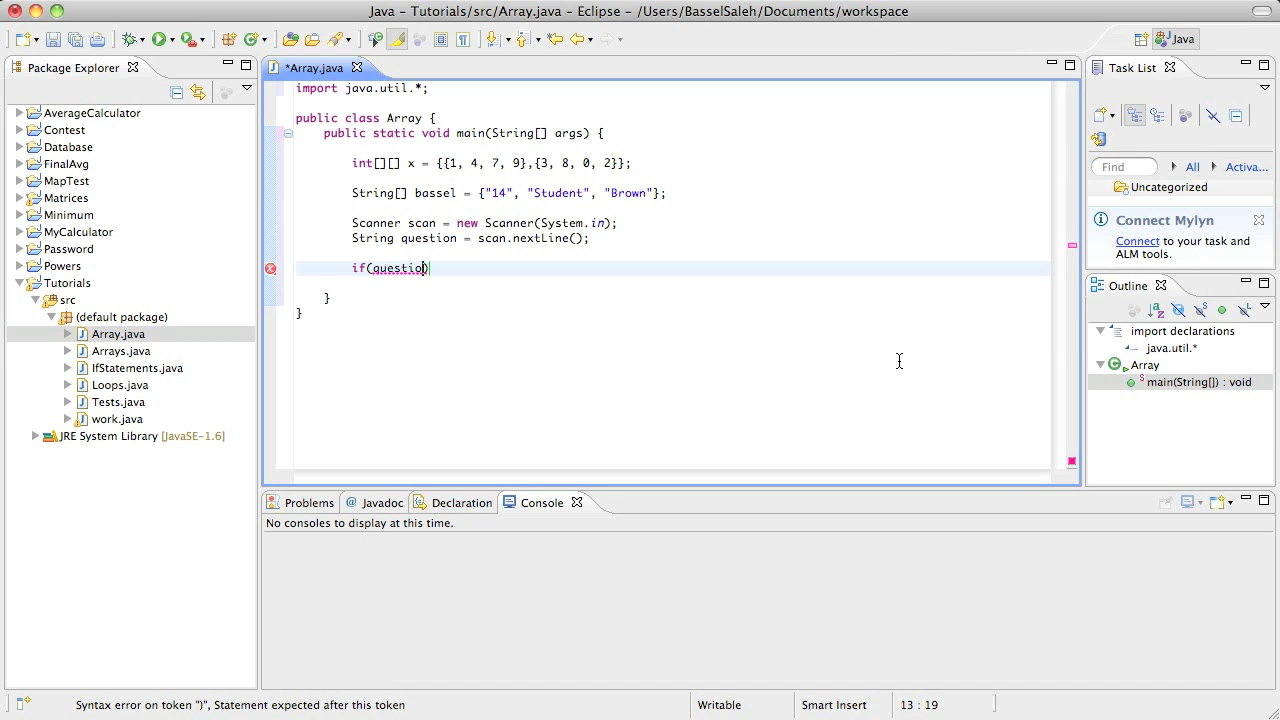 Java - Tutorials/src/Array.java - Eclipse - /Users/BasselSaleh/Documents/workspace
Java
Package Explorer
AverageCalculator
Contest
Database
FinalAvg
MapTest
Matrices
Minimum
MyCalculator
Password
Powers
Tutorials
src
(default package)
Array.java
Arrays.java
IfStatements.java
Loops.java
Tests.java
work.java
JRE System Library [JavaSE-1.6]
*Array.java
import java.util.*;
public class Array {
public static void main(String[] args) {
int[][] x = {{1, 4, 7, 9},{3, 8, 0, 2}};
String[] bassel = {"14", "Student", "Brown"};
Scanner scan = new Scanner(System.in);
String question = scan.nextLine();
if(questio)
}
}
Task List
Find
All
Activa...
Uncategorized
Connect Mylyn
Connect to your task and
ALM tools.
Outline
import declarations
java.util.*
Array
main(String[]) : void
Problems
@ Javadoc
Declaration
Console
No consoles to display at this time.
Syntax error on token ")", Statement expected after this token
Writable
Smart Insert
13 : 19